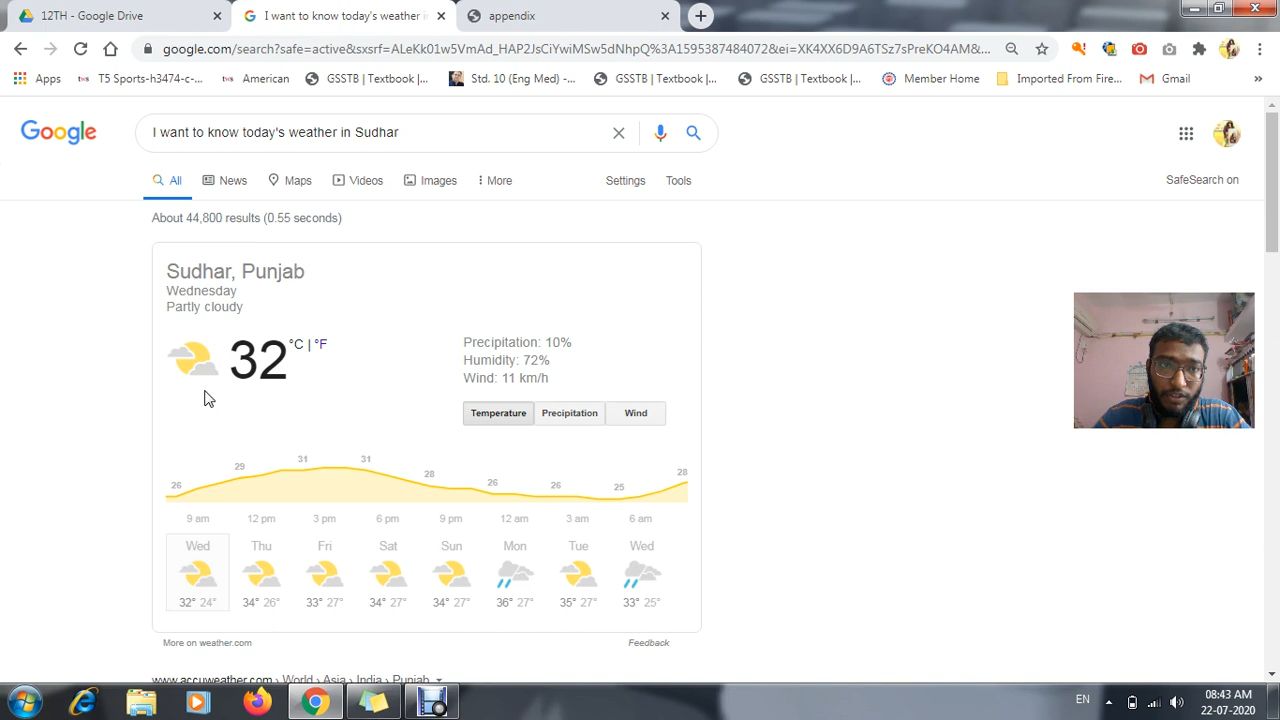 12TH - Google Drive
I want to know today's weather in
appendix
google.com/search?safe=active&sxsrf=ALeKk01w5VmAd_HAP2JsCiYwiMSw5dNhpQ%3A1595387484072&ei=XK4XX6D9A6TSz7sPreKO4AM&...
Apps
T5 Sports-h3474-c-...
American
GSSTB | Textbook |...
Std. 10 (Eng Med) -...
GSSTB | Textbook |...
GSSTB | Textbook |...
Member Home
Imported From Fire...
Gmail
»
Google
I want to know today's weather in Sudhar
All
News
Maps
Videos
Images
More
Settings
Tools
SafeSearch on
About 44,800 results (0.55 seconds)
Sudhar, Punjab
Wednesday
Partly cloudy
32 °C | °F
Precipitation: 10%
Humidity: 72%
Wind: 11 km/h
Temperature Precipitation Wind
26 29 31 31 28 26 26 25 28
9 am 12 pm 3 pm 6 pm 9 pm 12 am 3 am 6 am
Wed Thu Fri Sat Sun Mon Tue Wed
32° 24° 34° 26° 33° 27° 34° 27° 34° 27° 36° 27° 35° 27° 33° 25°
More on weather.com
Feedback
www.accuweather.com › World › Asia › India › Punjab
EN
08:43 AM
22-07-2020